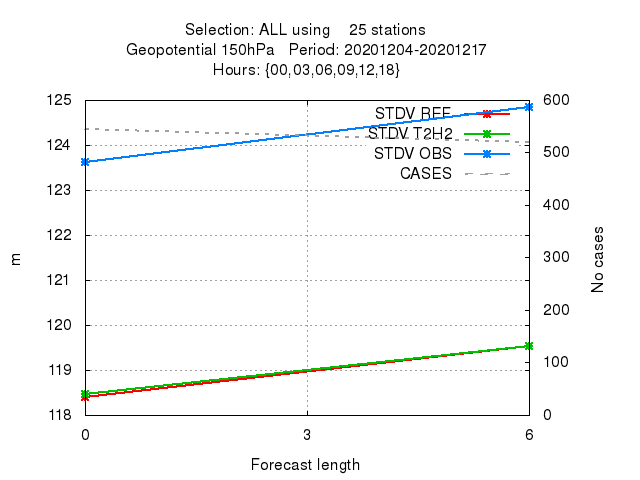 Selection: ALL using    25 stations
Geopotential 150hPa   Period: 20201204-20201217
Hours: {00,03,06,09,12,18}
125
124
123
122
121
120
119
118
600
500
400
300
200
100
0
STDV REF
STDV T2H2
STDV OBS
CASES
m
No cases
0
3
6
Forecast length